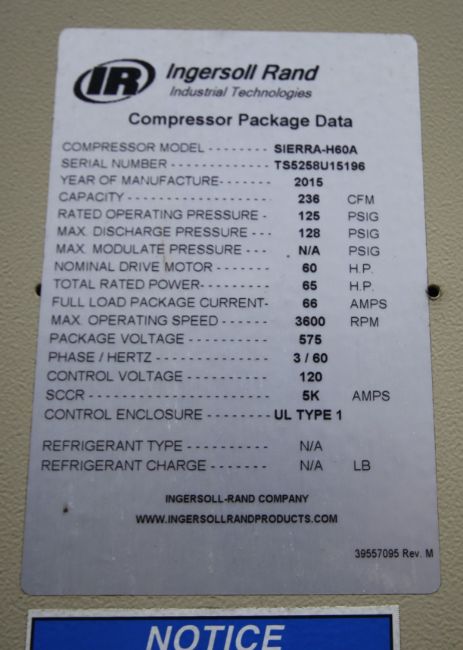 IR Ingersoll Rand
Industrial Technologies
Compressor Package Data
COMPRESSOR MODEL -------- SIERRA-H60A
SERIAL NUMBER ------------- TS5258U15196
YEAR OF MANUFACTURE------- 2015
CAPACITY ----------------- 236 CFM
RATED OPERATING PRESSURE - 125 PSIG
MAX. DISCHARGE PRESSURE --- 128 PSIG
MAX. MODULATE PRESSURE -- N/A PSIG
NOMINAL DRIVE MOTOR ------- 60 H.P.
TOTAL RATED POWER------- 65 H.P.
FULL LOAD PACKAGE CURRENT- 66 AMPS
MAX. OPERATING SPEED ------ 3600 RPM
PACKAGE VOLTAGE ---------- 575
PHASE / HERTZ ------------- 3 / 60
CONTROL VOLTAGE --------- 120
SCCR --------------------- 5K AMPS
CONTROL ENCLOSURE ------- UL TYPE 1
REFRIGERANT TYPE ---------- N/A
REFRIGERANT CHARGE -------- N/A LB
INGERSOLL-RAND COMPANY
WWW.INGERSOLLRANDPRODUCTS.COM
39557095 Rev. M
NOTICE